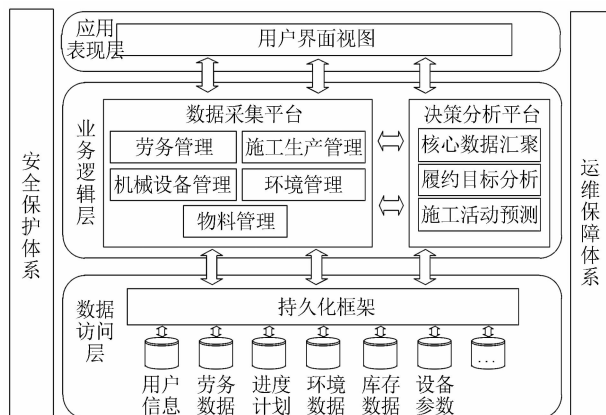 应用
表现层
用户界面视图
安全保护体系
业务逻辑层
数据采集平台
劳务管理
施工生产管理
机械设备管理
环境管理
物料管理
决策分析平台
核心数据汇聚
履约目标分析
施工活动预测
运维保障体系
数据
访问
层
持久化框架
用户
信息
劳务
数据
进度
计划
环境
数据
库存
数据
设备
参数
...